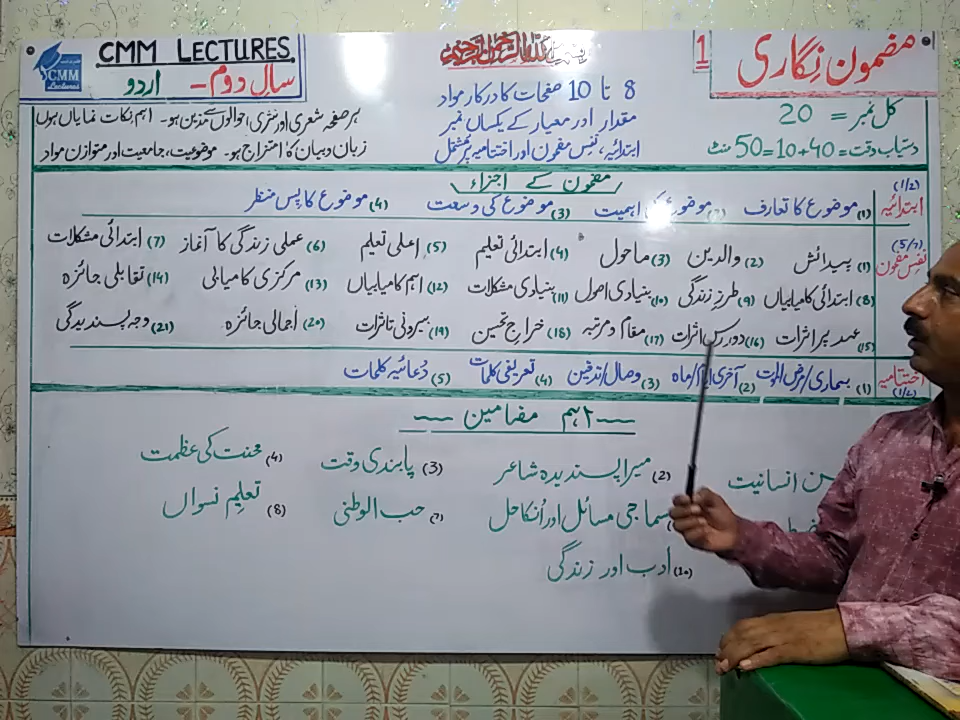 CMM LECTURES
CMM
Lectures
سالِ دوم - اردو
بسم اللہ الرحمن الرحیم
1
مضمون نگاری
کل نمبر = 20
دستیاب وقت = 40+10=50 منٹ
8 تا 10 صفحات کا درکار مواد
مقدار اور معیار کے یکساں نمبر
ابتدائیہ، نفسِ مضمون اور اختتامیہ پر مشتمل
ہر صفحہ شعری اور نثری احوالوں سے مزین ہو۔ اہم نکات نمایاں ہوں
زبان و بیان کا امتزاج ہو۔ موضوعیت، جامعیت اور متوازن مواد
مضمون کے اجزاء
ابتدائیہ (1/2) (1) موضوع کا تعارف (2) موضوع کی اہمیت (3) موضوع کی وسعت (4) موضوع کا پس منظر
نفسِ مضمون (5/7) (1) پیدائش (2) والدین (3) ماحول (4) ابتدائی تعلیم (5) اعلی تعلیم (6) عملی زندگی کا آغاز (7) ابتدائی مشکلات
(8) ابتدائی کامیابیاں (9) طرزِ زندگی (10) بنیادی اصول (11) بنیادی مشکلات (12) اہم کامیابیاں (13) مرکزی کامیابی (14) تقابلی جائزہ
(15) عہد پر اثرات (16) دور رس اثرات (17) مقام و مرتبہ (18) خراجِ تحسین (19) بیرونی تاثرات (20) اجمالی جائزہ (21) وجہ پسندیدگی
اختتامیہ (1/2) (1) بیماری/مرض الموت (2) آخری ایام/ماہ (3) وصال/تدفین (4) تعریفی کلمات (5) دُعائیہ کلمات
اہم مضامین
انسانیت (2) میرا پسندیدہ شاعر (3) پابندی وقت (4) محنت کی عظمت
سماجی مسائل اور اُنکا حل (7) حب الوطنی (8) تعلیمِ نسواں
(10) ادب اور زندگی